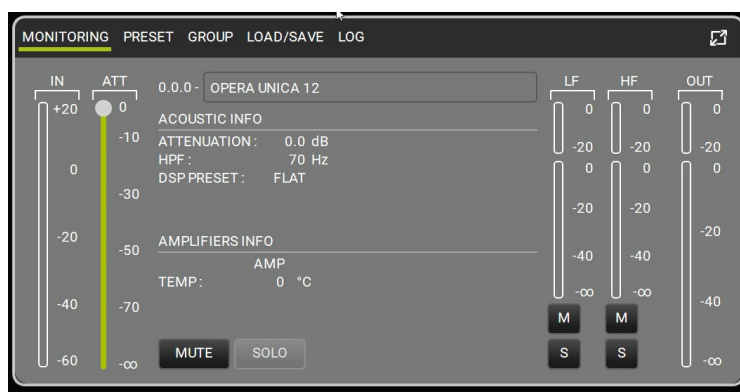 MONITORING PRESET GROUP LOAD/SAVE LOG
IN ATT LF HF OUT
0.0.0 - OPERA UNICA 12
+20 0 0 0 0
ACOUSTIC INFO
-10 ATTENUATION : 0.0 dB -20 -20 -20
HPF : 70 Hz
0 0 0 0
DSP PRESET : FLAT
-30
-20 -20
-20 -20
AMPLIFIERS INFO
-50 -40 -40
AMP
TEMP : 0 °C
-∞ -∞
-40 -70 -40
M M
MUTE SOLO S S
-60 -∞ -∞